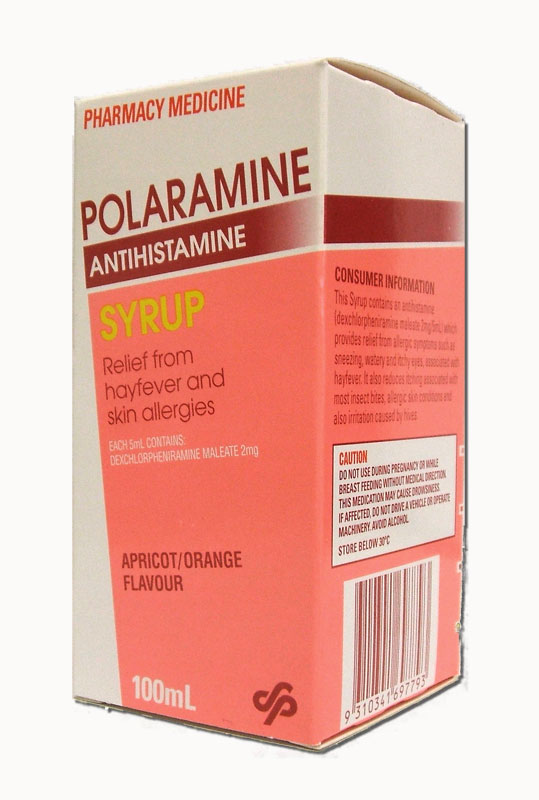 PHARMACY MEDICINE
POLARAMINE
ANTIHISTAMINE
SYRUP
Relief from
hayfever and
skin allergies
EACH 5mL CONTAINS:
DEXCHLORPHENIRAMINE MALEATE 2mg
APRICOT/ORANGE
FLAVOUR
100mL
CONSUMER INFORMATION
This Syrup contains an antihistamine
(dexchlorpheniramine maleate 2mg/5mL) which
provides relief from allergic symptoms such as
sneezing, watery and itchy eyes, associated with
hayfever. It also reduces itching associated with
most insect bites, allergic skin conditions and
also irritation caused by hives.
CAUTION
DO NOT USE DURING PREGNANCY OR WHILE
BREAST FEEDING WITHOUT MEDICAL DIRECTION.
THIS MEDICATION MAY CAUSE DROWSINESS.
IF AFFECTED, DO NOT DRIVE A VEHICLE OR OPERATE
MACHINERY. AVOID ALCOHOL.
STORE BELOW 30°C
9 310341 697793